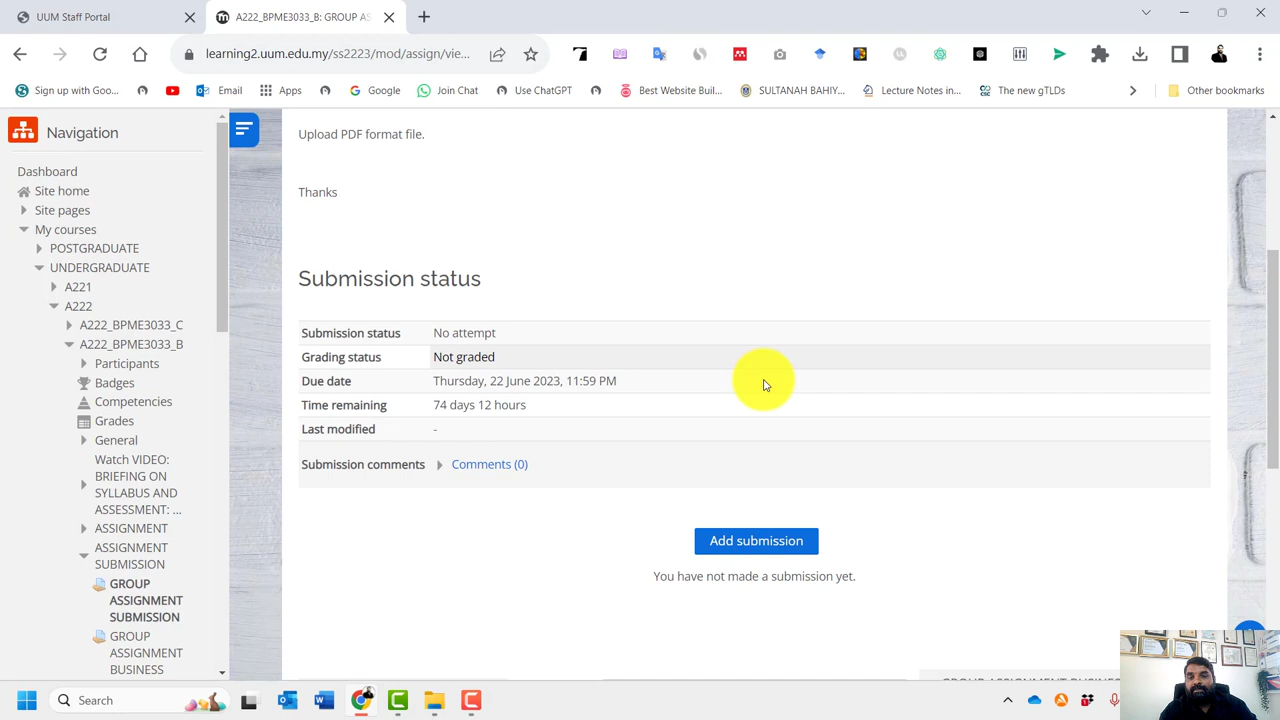 UUM Staff Portal
A222_BPME3033_B: GROUP AS
learning2.uum.edu.my/ss2223/mod/assign/vie...
Sign up with Goo...
Email
Apps
Google
Join Chat
Use ChatGPT
Best Website Buil...
SULTANAH BAHIY...
Lecture Notes in...
The new gTLDs
Other bookmarks
Navigation
Dashboard
Site home
Site pages
My courses
POSTGRADUATE
UNDERGRADUATE
A221
A222
A222_BPME3033_C
A222_BPME3033_B
Participants
Badges
Competencies
Grades
General
Watch VIDEO:
BRIEFING ON
SYLLABUS AND
ASSESSMENT: ...
ASSIGNMENT
ASSIGNMENT
SUBMISSION
GROUP
ASSIGNMENT
SUBMISSION
GROUP
ASSIGNMENT
BUSINESS
Upload PDF format file.
Thanks
Submission status
Submission status No attempt
Grading status Not graded
Due date Thursday, 22 June 2023, 11:59 PM
Time remaining 74 days 12 hours
Last modified -
Submission comments Comments (0)
Add submission
You have not made a submission yet.
GROUP ASSIGNMENT BUSINE
Search